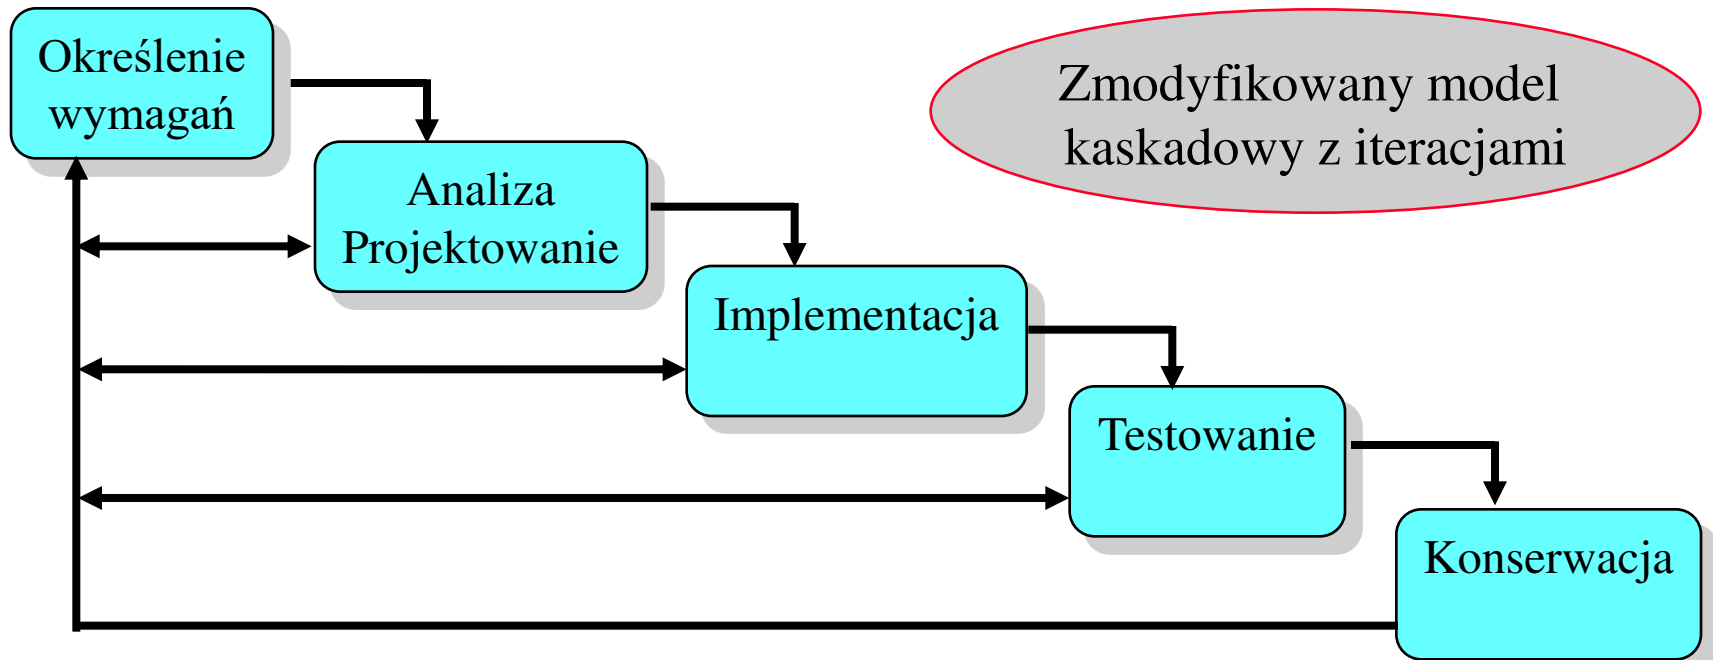 Określenie
wymagań
Zmodyfikowany model
kaskadowy z iteracjami
Analiza
Projektowanie
Implementacja
Testowanie
Konserwacja